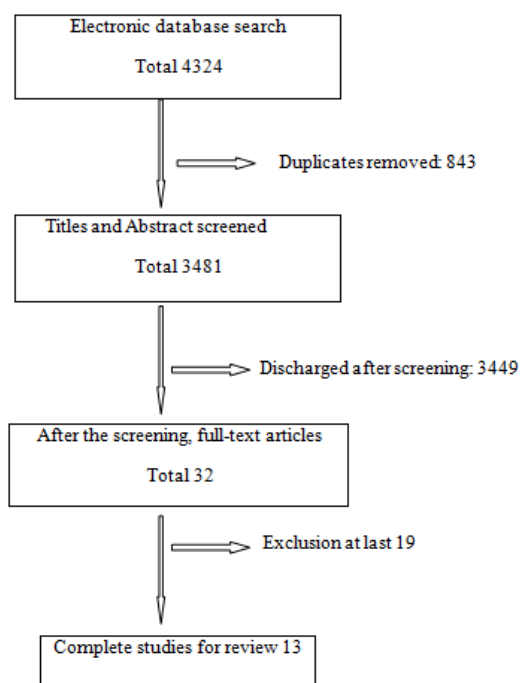 Electronic database search
Total 4324
Duplicates removed: 843
Titles and Abstract screened
Total 3481
Discharged after screening: 3449
After the screening, full-text articles
Total 32
Exclusion at last 19
Complete studies for review 13